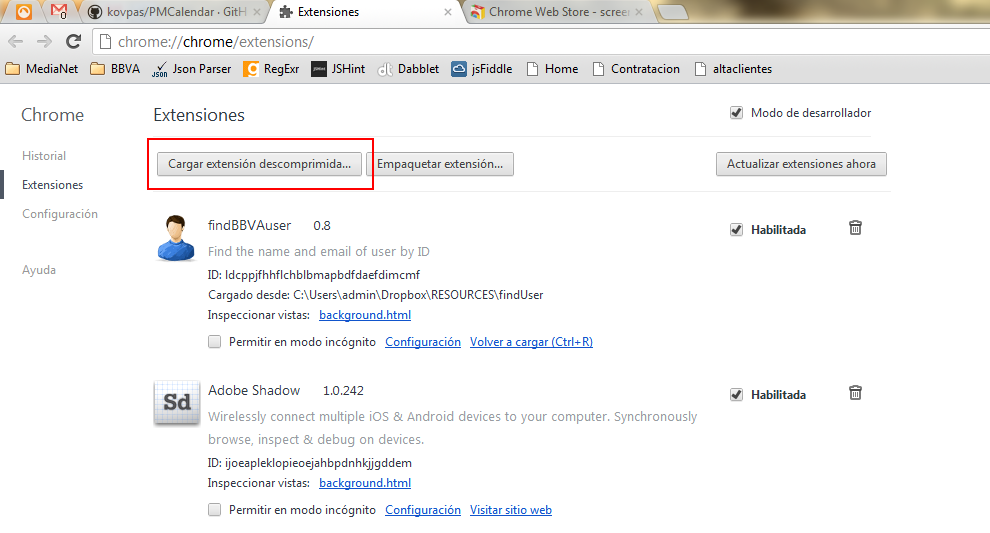 0
kovpas/PMCalendar · GitH
Extensiones
Chrome Web Store - screen
chrome://chrome/extensions/
MediaNet
BBVA
JSON
Json Parser
g
RegExr
JSHint
dt
Dabblet
jsFiddle
Home
Contratacion
altaclientes
Chrome
Extensiones
Modo de desarrollador
Historial
Extensiones
Configuración
Ayuda
Cargar extensión descomprimida...
Empaquetar extensión...
Actualizar extensiones ahora
findBBVAuser 0.8
Habilitada
Find the name and email of user by ID
ID: ldcppjfhhflchblbmapbdfdaefdimcmf
Cargado desde: C:\Users\admin\Dropbox\RESOURCES\findUser
Inspeccionar vistas: background.html
Permitir en modo incógnito Configuración Volver a cargar (Ctrl+R)
Sd
Adobe Shadow 1.0.242
Habilitada
Wirelessly connect multiple iOS & Android devices to your computer. Synchronously
browse, inspect & debug on devices.
ID: ijoeapleklopieoejahbpdnhkjjgddem
Inspeccionar vistas: background.html
Permitir en modo incógnito Configuración Visitar sitio web